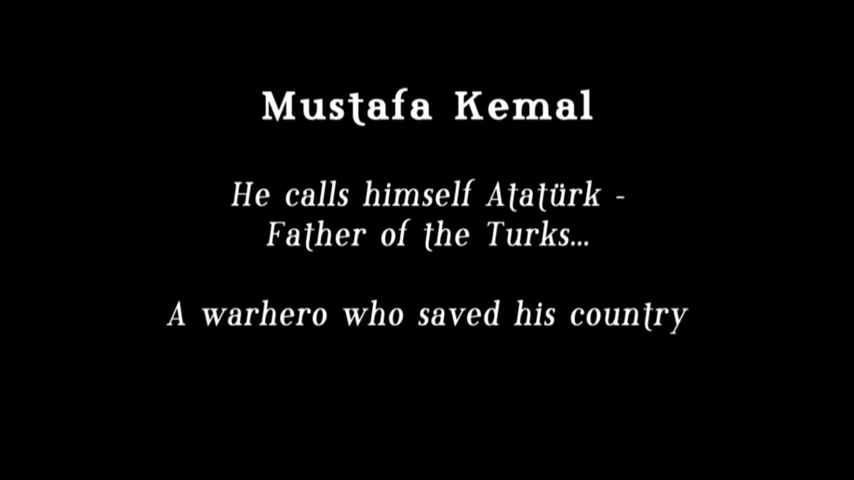 Mustafa Kemal
He calls himself Atatürk -
Father of the Turks...
A warhero who saved his country